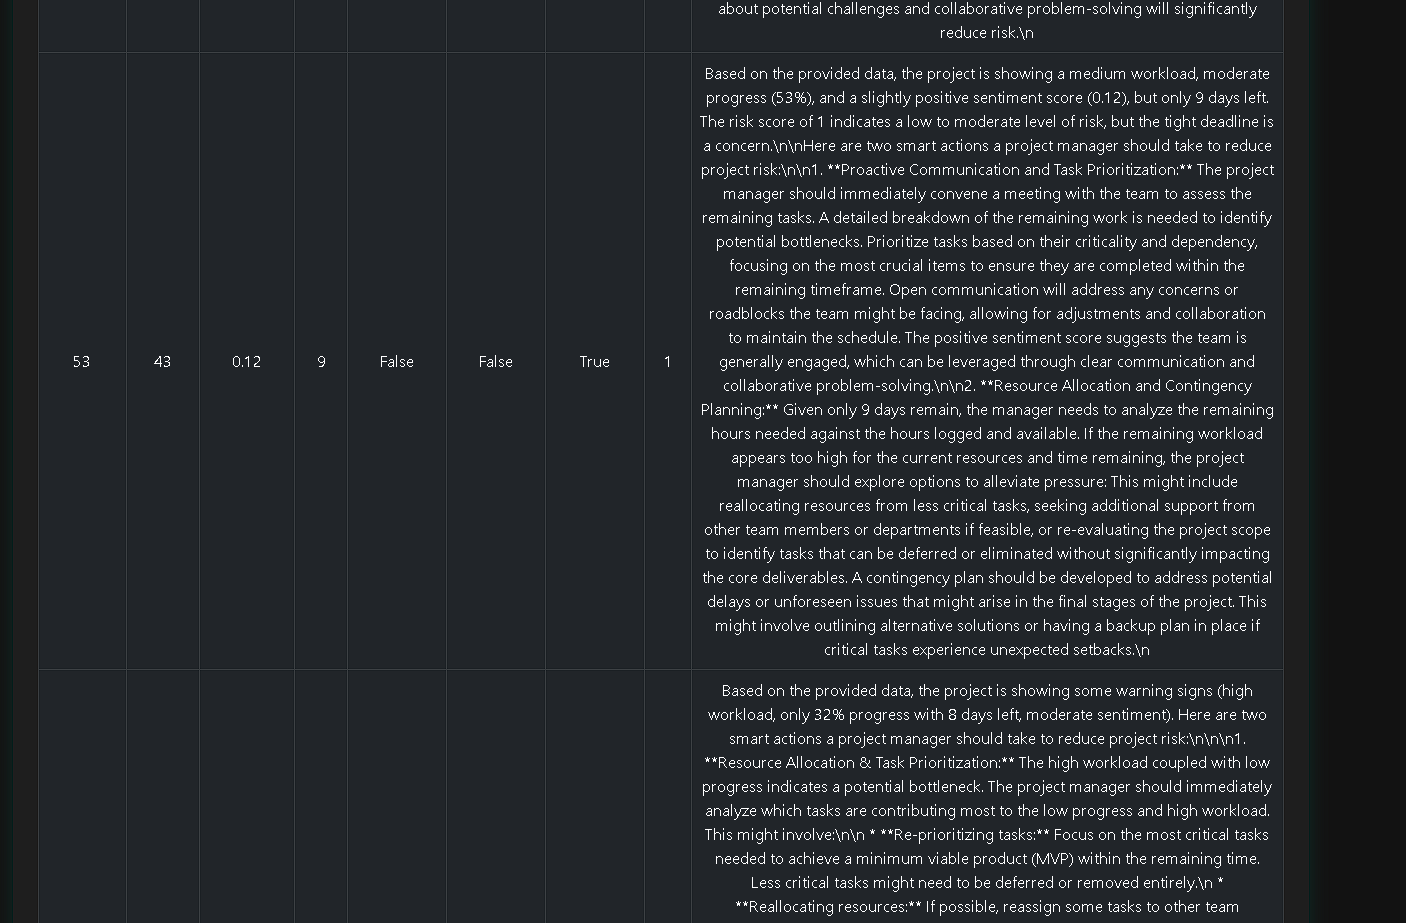 about potential challenges and collaborative problem-solving will significantly
reduce risk.\n
53 43 0.12 9 False False True 1
Based on the provided data, the project is showing a medium workload, moderate
progress (53%), and a slightly positive sentiment score (0.12), but only 9 days left.
The risk score of 1 indicates a low to moderate level of risk, but the tight deadline is
a concern.\n\nHere are two smart actions a project manager should take to reduce
project risk:\n\n1. **Proactive Communication and Task Prioritization:** The project
manager should immediately convene a meeting with the team to assess the
remaining tasks. A detailed breakdown of the remaining work is needed to identify
potential bottlenecks. Prioritize tasks based on their criticality and dependency,
focusing on the most crucial items to ensure they are completed within the
remaining timeframe. Open communication will address any concerns or
roadblocks the team might be facing, allowing for adjustments and collaboration
to maintain the schedule. The positive sentiment score suggests the team is
generally engaged, which can be leveraged through clear communication and
collaborative problem-solving.\n\n2. **Resource Allocation and Contingency
Planning:** Given only 9 days remain, the manager needs to analyze the remaining
hours needed against the hours logged and available. If the remaining workload
appears too high for the current resources and time remaining, the project
manager should explore options to alleviate pressure: This might include
reallocating resources from less critical tasks, seeking additional support from
other team members or departments if feasible, or re-evaluating the project scope
to identify tasks that can be deferred or eliminated without significantly impacting
the core deliverables. A contingency plan should be developed to address potential
delays or unforeseen issues that might arise in the final stages of the project. This
might involve outlining alternative solutions or having a backup plan in place if
critical tasks experience unexpected setbacks.\n
Based on the provided data, the project is showing some warning signs (high
workload, only 32% progress with 8 days left, moderate sentiment). Here are two
smart actions a project manager should take to reduce project risk:\n\n\n1.
**Resource Allocation & Task Prioritization:** The high workload coupled with low
progress indicates a potential bottleneck. The project manager should immediately
analyze which tasks are contributing most to the low progress and high workload.
This might involve:\n\n * **Re-prioritizing tasks:** Focus on the most critical tasks
needed to achieve a minimum viable product (MVP) within the remaining time.
Less critical tasks might need to be deferred or removed entirely.\n *
**Reallocating resources:** If possible, reassign some tasks to other team